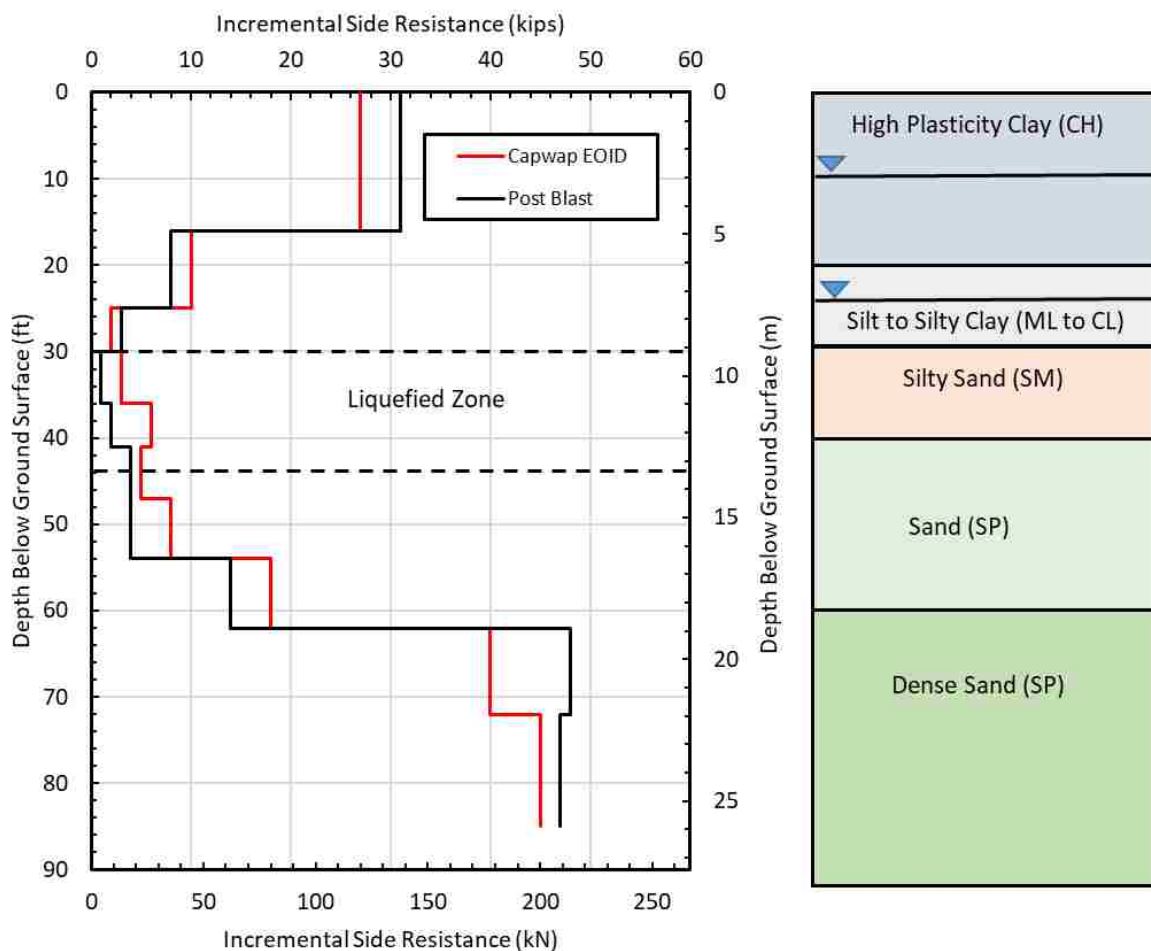 Incremental Side Resistance (kips)
0 10 20 30 40 50 60
Depth Below Ground Surface (ft)
0
10
20
30
40
50
60
70
80
90
Capwap EOID
Post Blast
Liquefied Zone
0
5
10
15
20
25
Depth Below Ground Surface (m)
0 50 100 150 200 250
Incremental Side Resistance (kN)
High Plasticity Clay (CH)
Silt to Silty Clay (ML to CL)
Silty Sand (SM)
Sand (SP)
Dense Sand (SP)